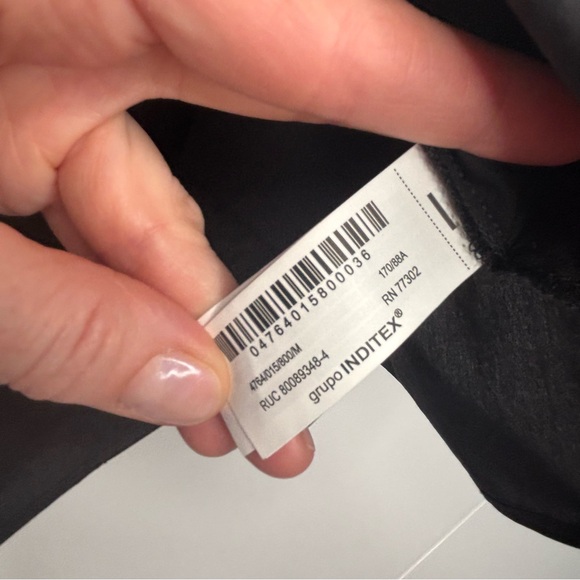 04764015800036
170/88A
4764/015/800/M
RN 77302
RUC 80089348-4
grupo INDITEX®